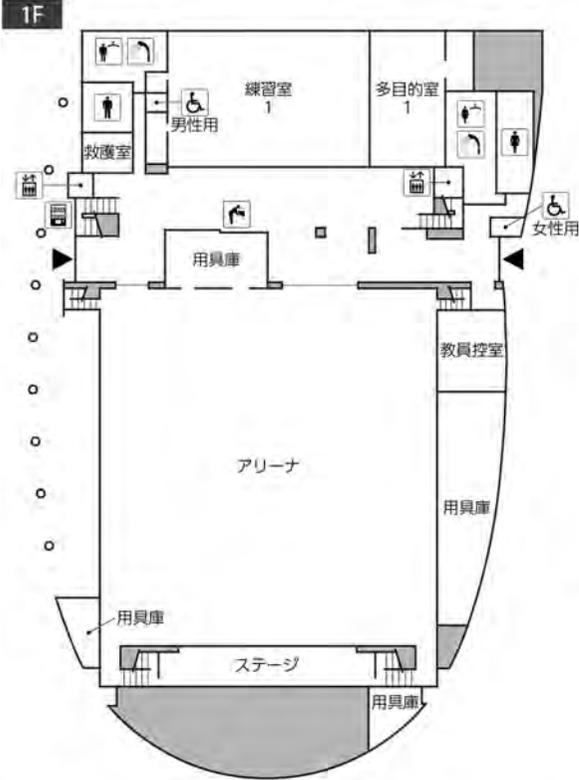 1F
練習室
1
多目的室
1
男性用
救護室
女性用
用具庫
教員控室
アリーナ
用具庫
用具庫
ステージ
用具庫